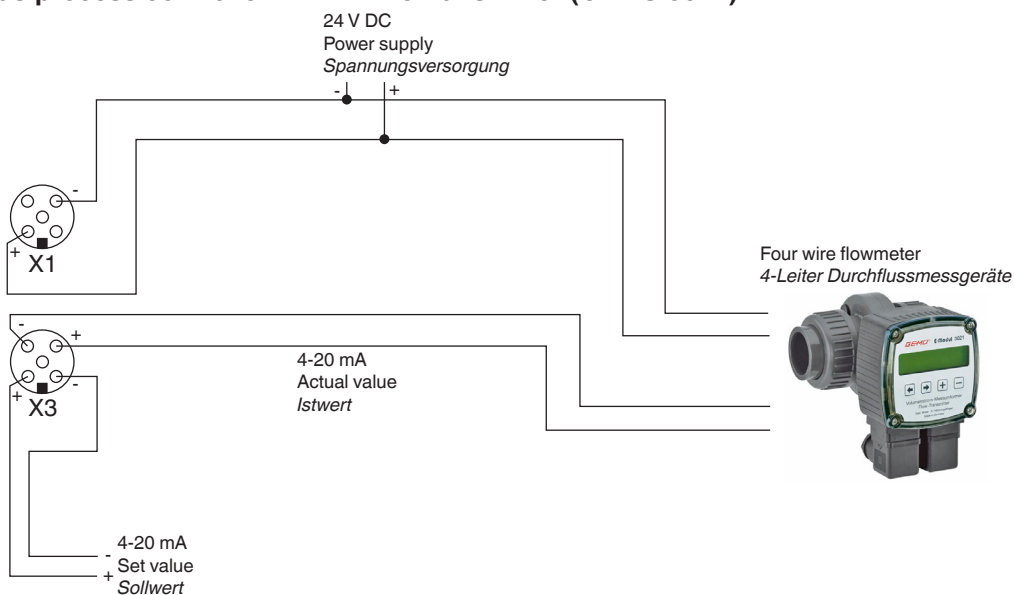 24 V DC
Power supply
Spannungsversorgung
- +
-
+
X1
Four wire flowmeter
4-Leiter Durchflussmessgeräte
GEMÜ
-
+
4-20 mA
Actual value
Istwert
+
-
X3
- 4-20 mA
Set value
+ Sollwert